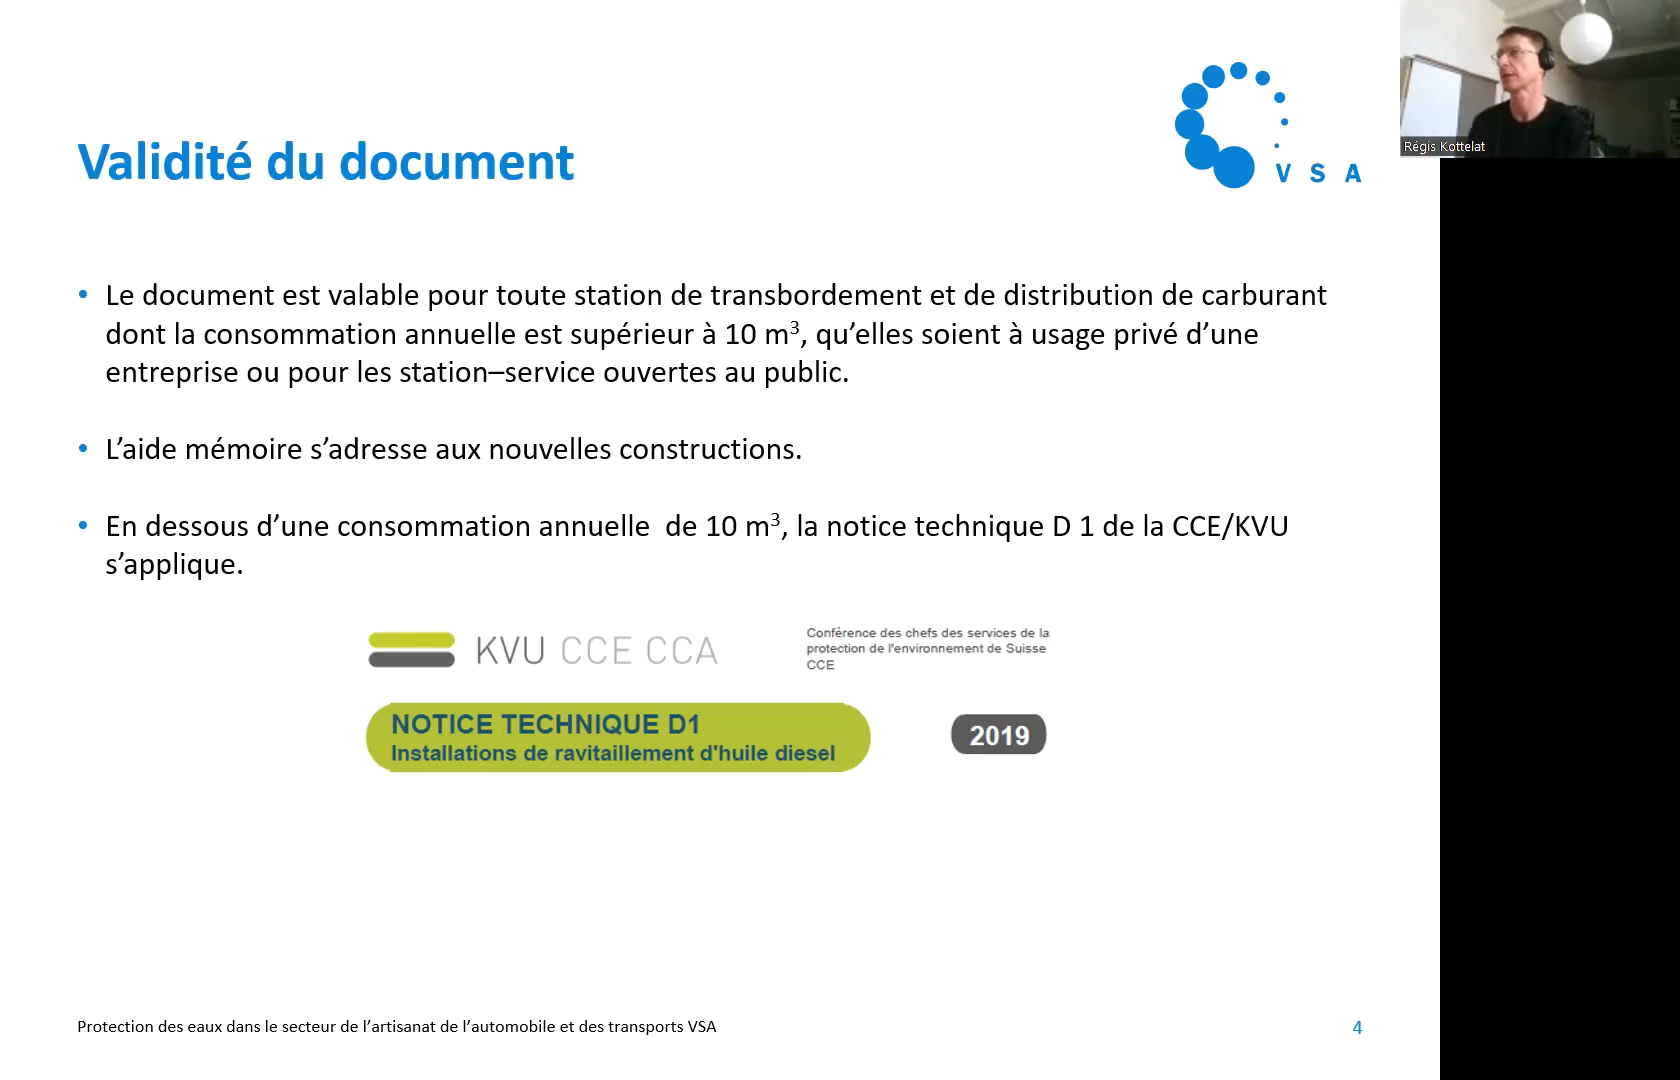 Régis Kottelat
V S A
Validité du document
• Le document est valable pour toute station de transbordement et de distribution de carburant
dont la consommation annuelle est supérieur à 10 m³, qu’elles soient à usage privé d’une
entreprise ou pour les station–service ouvertes au public.
• L’aide mémoire s’adresse aux nouvelles constructions.
• En dessous d’une consommation annuelle  de 10 m³, la notice technique D 1 de la CCE/KVU
s’applique.
KVU CCE CCA
Conférence des chefs des services de la
protection de l'environnement de Suisse
CCE
NOTICE TECHNIQUE D1
Installations de ravitaillement d'huile diesel
2019
Protection des eaux dans le secteur de l’artisanat de l’automobile et des transports VSA
4